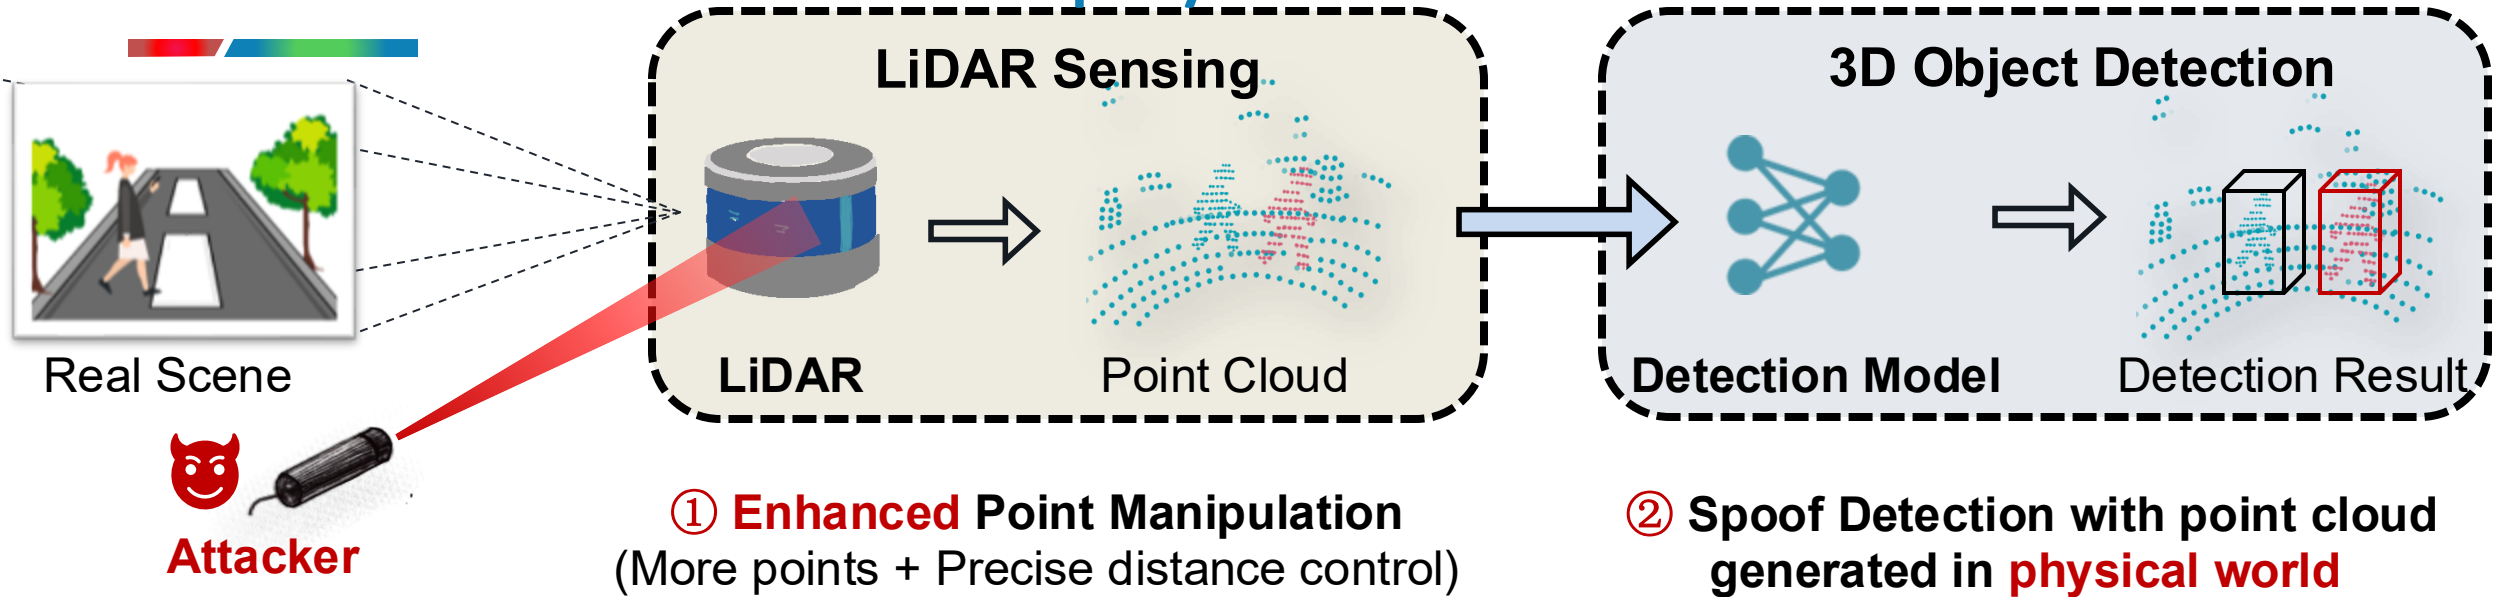 LiDAR Sensing
3D Object Detection
Real Scene
LiDAR
Point Cloud
Detection Model
Detection Result
Attacker
① Enhanced Point Manipulation
(More points + Precise distance control)
② Spoof Detection with point cloud
generated in physical world